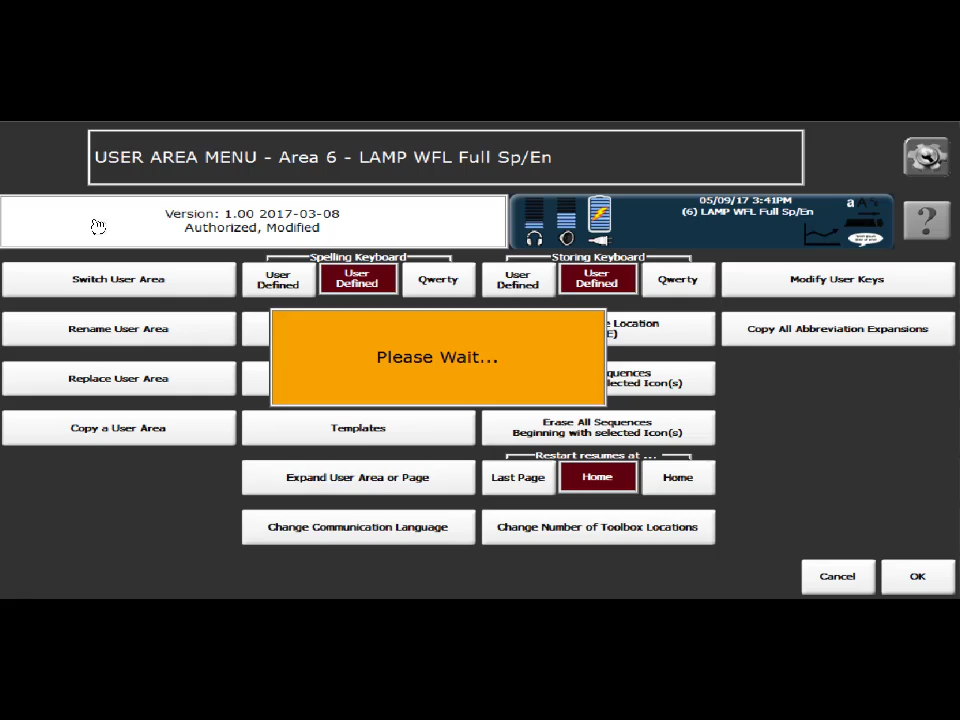 USER AREA MENU - Area 6 - LAMP WFL Full Sp/En
Version: 1.00 2017-03-08
Authorized, Modified
05/09/17 3:41PM
(6) LAMP WFL Full Sp/En
a
?
Spelling Keyboard
Storing Keyboard
Switch User Area
User
Defined
User
Defined
Qwerty
User
Defined
User
Defined
Qwerty
Modify User Keys
Rename User Area
Location
E)
Copy All Abbreviation Expansions
Please Wait...
Replace User Area
quences
lected Icon(s)
Copy a User Area
Templates
Erase All Sequences
Beginning with selected Icon(s)
Restart resumes at ...
Expand User Area or Page
Last Page
Home
Home
Change Communication Language
Change Number of Toolbox Locations
Cancel
OK